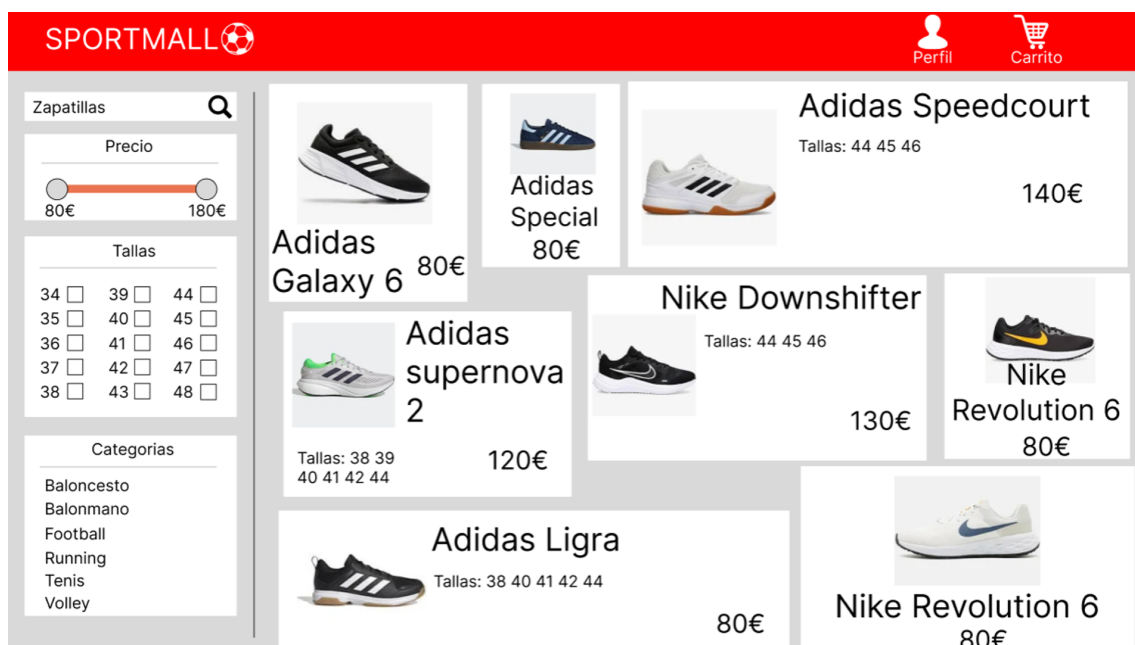 SPORTMALL
Perfil
Carrito
Zapatillas
Precio
80€ 180€
Tallas
34 39 44
35 40 45
36 41 46
37 42 47
38 43 48
Categorias
Baloncesto
Balonmano
Football
Running
Tenis
Volley
Adidas
Galaxy 6
80€
Adidas
Special
80€
Adidas Speedcourt
Tallas: 44 45 46
140€
Adidas
supernova
2
Tallas: 38 39
40 41 42 44
120€
Nike Downshifter
Tallas: 44 45 46
130€
Nike
Revolution 6
80€
Adidas Ligra
Tallas: 38 40 41 42 44
80€
Nike Revolution 6
80€